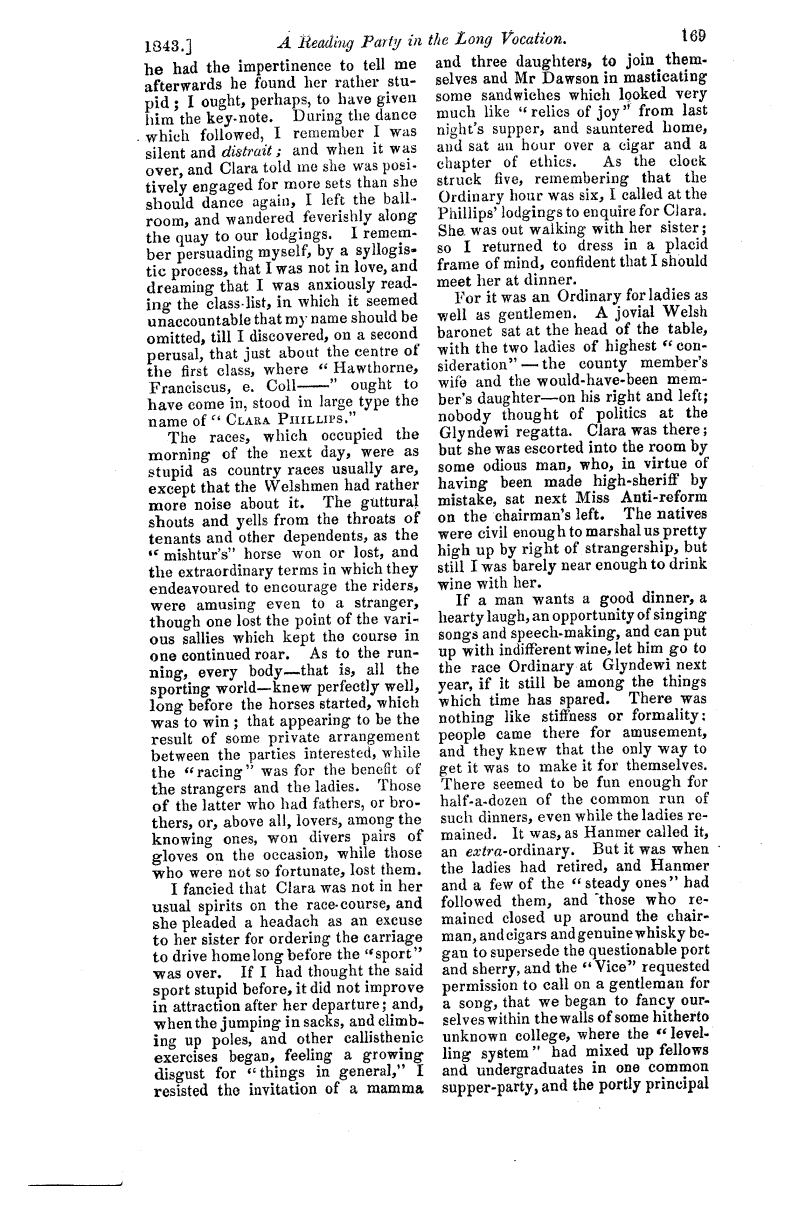 1843.] A Reading Party in the Long Vocation. 169
he had the impertinence to tell me
afterwards he found her rather stu-
pid; I ought, perhaps, to have given
him the key-note. During the dance
which followed, I remember I was
silent and distrait; and when it was
over, and Clara told me she was posi-
tively engaged for more sets than she
should dance again, I left the ball-
room, and wandered feverishly along
the quay to our lodgings. I remem-
ber persuading myself, by a syllogis-
tic process, that I was not in love, and
dreaming that I was anxiously read-
ing the class-list, in which it seemed
unaccountable that my name should be
omitted, till I discovered, on a second
perusal, that just about the centre of
the first class, where "Hawthorne,
Franciscus, e. Coll——" ought to
have come in, stood in large type the
name of "CLARA PHILLIPS."
The races, which occupied the
morning of the next day, were as
stupid as country races usually are,
except that the Welshmen had rather
more noise about it. The guttural
shouts and yells from the throats of
tenants and other dependents, as the
"mishtur's" horse won or lost, and
the extraordinary terms in which they
endeavoured to encourage the riders,
were amusing even to a stranger,
though one lost the point of the vari-
ous sallies which kept the course in
one continued roar. As to the run-
ning, every body—that is, all the
sporting world—knew perfectly well,
long before the horses started, which
was to win; that appearing to be the
result of some private arrangement
between the parties interested, while
the "racing" was for the benefit of
the strangers and the ladies. Those
of the latter who had fathers, or bro-
thers, or, above all, lovers, among the
knowing ones, won divers pairs of
gloves on the occasion, while those
who were not so fortunate, lost them.
I fancied that Clara was not in her
usual spirits on the race-course, and
she pleaded a headach as an excuse
to her sister for ordering the carriage
to drive home long before the "sport"
was over. If I had thought the said
sport stupid before, it did not improve
in attraction after her departure; and,
when the jumping in sacks, and climb-
ing up poles, and other callisthenic
exercises began, feeling a growing
disgust for "things in general," I
resisted the invitation of a mamma
and three daughters, to join them-
selves and Mr Dawson in masticating
some sandwiches which looked very
much like "relics of joy" from last
night's supper, and sauntered home,
and sat an hour over a cigar and a
chapter of ethics. As the clock
struck five, remembering that the
Ordinary hour was six, I called at the
Phillips' lodgings to enquire for Clara.
She was out walking with her sister;
so I returned to dress in a placid
frame of mind, confident that I should
meet her at dinner.
For it was an Ordinary for ladies as
well as gentlemen. A jovial Welsh
baronet sat at the head of the table,
with the two ladies of highest "con-
sideration"—the county member's
wife and the would-have-been mem-
ber's daughter—on his right and left;
nobody thought of politics at the
Glyndewi regatta. Clara was there;
but she was escorted into the room by
some odious man, who, in virtue of
having been made high-sheriff by
mistake, sat next Miss Anti-reform
on the chairman's left. The natives
were civil enough to marshal us pretty
high up by right of strangership, but
still I was barely near enough to drink
wine with her.
If a man wants a good dinner, a
hearty laugh, an opportunity of singing
songs and speech-making, and can put
up with indifferent wine, let him go to
the race Ordinary at Glyndewi next
year, if it still be among the things
which time has spared. There was
nothing like stiffness or formality:
people came there for amusement,
and they knew that the only way to
get it was to make it for themselves.
There seemed to be fun enough for
half-a-dozen of the common run of
such dinners, even while the ladies re-
mained. It was, as Hanmer called it,
an extra-ordinary. But it was when
the ladies had retired, and Hanmer
and a few of the "steady ones" had
followed them, and those who re-
mained closed up around the chair-
man, and cigars and genuine whisky be-
gan to supersede the questionable port
and sherry, and the "Vice" requested
permission to call on a gentleman for
a song, that we began to fancy our-
selves within the walls of some hitherto
unknown college, where the "level-
ling system" had mixed up fellows
and undergraduates in one common
supper-party, and the portly principal